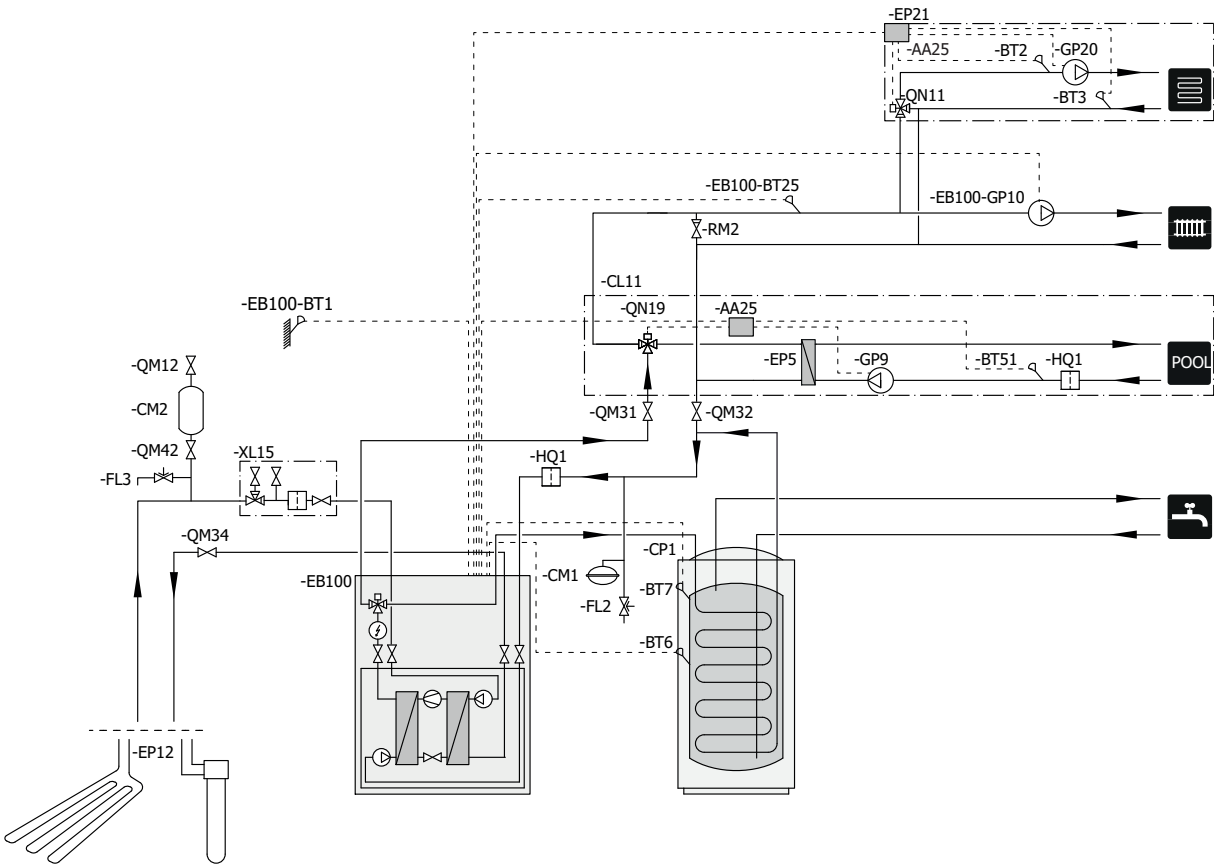 -EP21
-AA25
-BT2
-GP20
-QN11
-BT3
-EB100-BT25
-EB100-GP10
-RM2
-CL11
-EB100-BT1
-QN19
-AA25
-QM12
-EP5
-GP9
-BT51
-HQ1
POOL
-CM2
-QM31
-QM32
-QM42
-XL15
-HQ1
-FL3
-QM34
-EB100
-CM1
-CP1
-BT7
-FL2
-BT6
-EP12